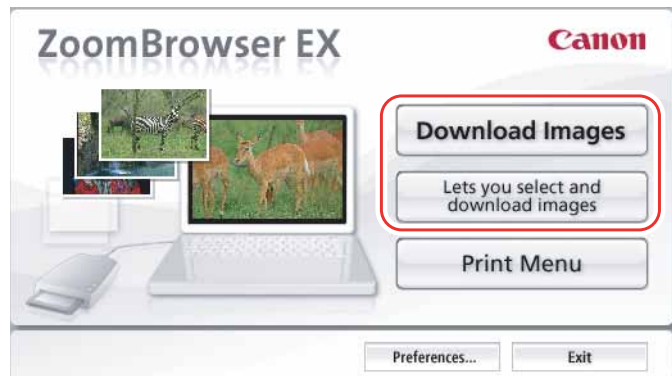 ZoomBrowser EX
Canon
Download Images
Lets you select and
download images
Print Menu
Preferences...
Exit